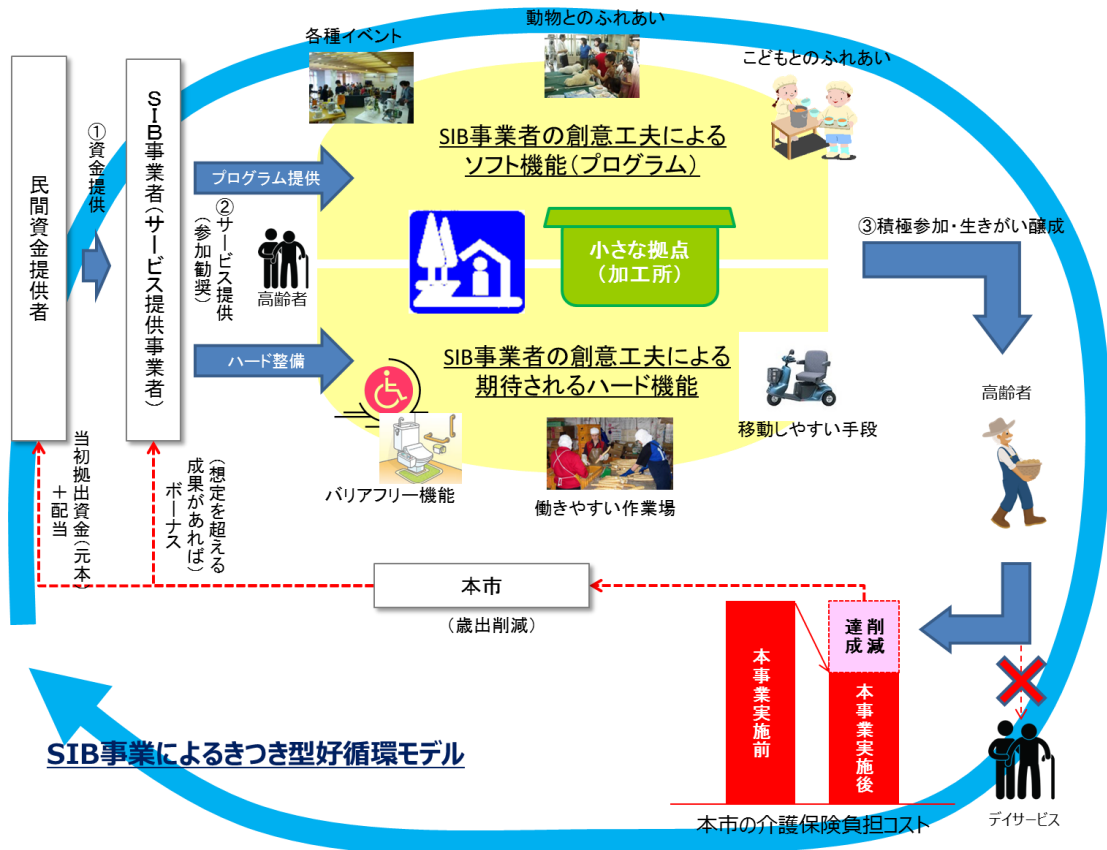 各種イベント
動物とのふれあい
こどもとのふれあい
民間資金提供者
①資金提供
SIB事業者(サービス提供事業者)
プログラム提供
②サービス提供
(参加勧奨)
高齢者
ハード整備
SIB事業者の創意工夫による
ソフト機能(プログラム)
小さな拠点
(加工所)
SIB事業者の創意工夫による
期待されるハード機能
バリアフリー機能
働きやすい作業場
移動しやすい手段
③積極参加・生きがい醸成
高齢者
当初拠出資金(元本)
+配当
(想定を超える
成果があれば)
ボーナス
本市
(歳出削減)
本事業実施前
削減
達成
本事業実施後
本市の介護保険負担コスト
デイサービス
SIB事業によるきつき型好循環モデル